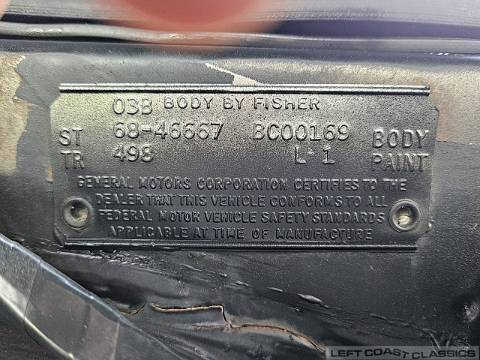 03B BODY BY FISHER
ST 68-46667 BC00169 BODY
TR 498 L-1 PAINT
GENERAL MOTORS CORPORATION CERTIFIES TO THE
DEALER THAT THIS VEHICLE CONFORMS TO ALL
FEDERAL MOTOR VEHICLE SAFETY STANDARDS
APPLICABLE AT TIME OF MANUFACTURE
LEFT COAST CLASSICS